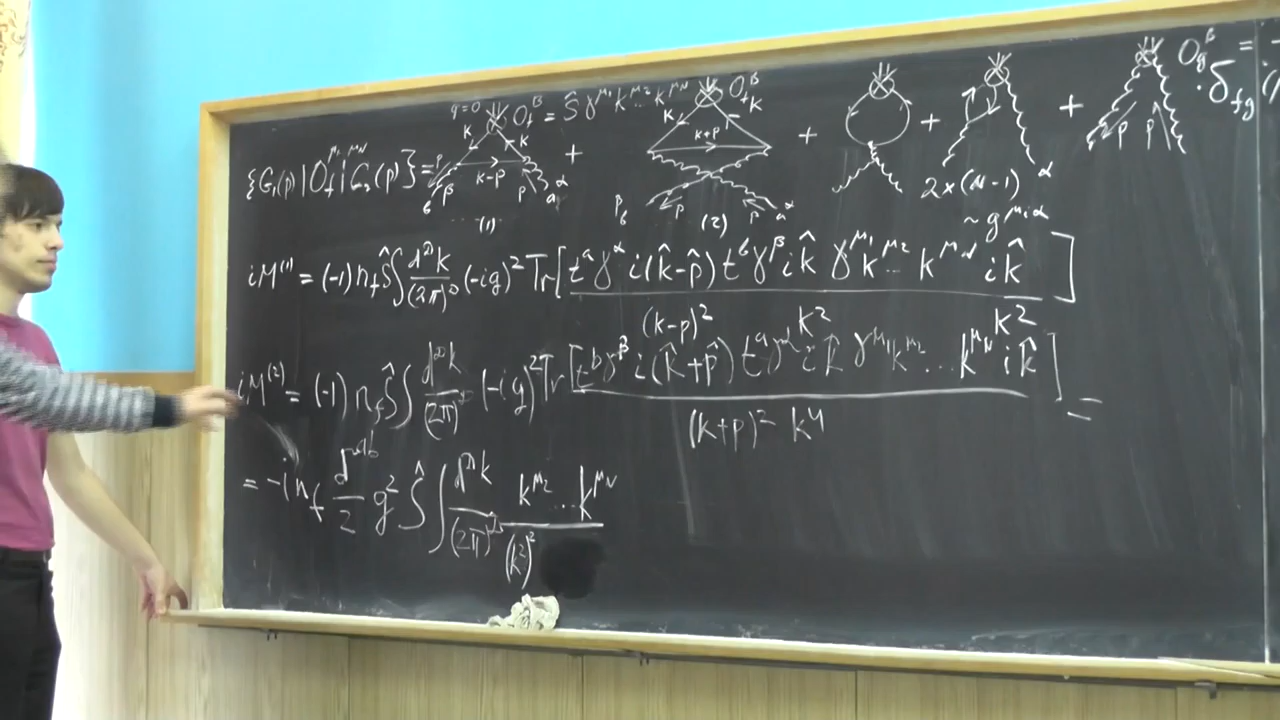 q=0 O_f^B = Ŝ γ^{μ1} k^{μ2} … k^{μN} O_f^B O_g^B =
k k k k · δ_{fg}
{G_1(p) | O_f^{μ1…μN} | G_2(p)} = k-p + k+p + + +
p β b p a α p_b p a α 2×(N-1) α p p
(1) (2) ~ g^{μi α}
iM^{(1)} = (-1) n_f Ŝ ∫ d^D k / (2π)^D (-ig)^2 Tr [ t^a γ^α i(k̂-p̂) t^b γ^β i k̂ γ^{μ1} k^{μ2} … k^{μN} i k̂ ]
(k-p)^2 k^2 k^2
iM^{(2)} = (-1) n_f Ŝ ∫ d^D k / (2π)^D (-ig)^2 Tr [ t^b γ^β i(k̂+p̂) t^a γ^α i k̂ γ^{μ1} k^{μ2} … k^{μN} i k̂ ] =
(k+p)^2 k^4
= -i n_f δ^{ab} / 2 g^2 Ŝ ∫ d^D k / (2π)^D k^{μ2} … k^{μN} / (k^2)^2